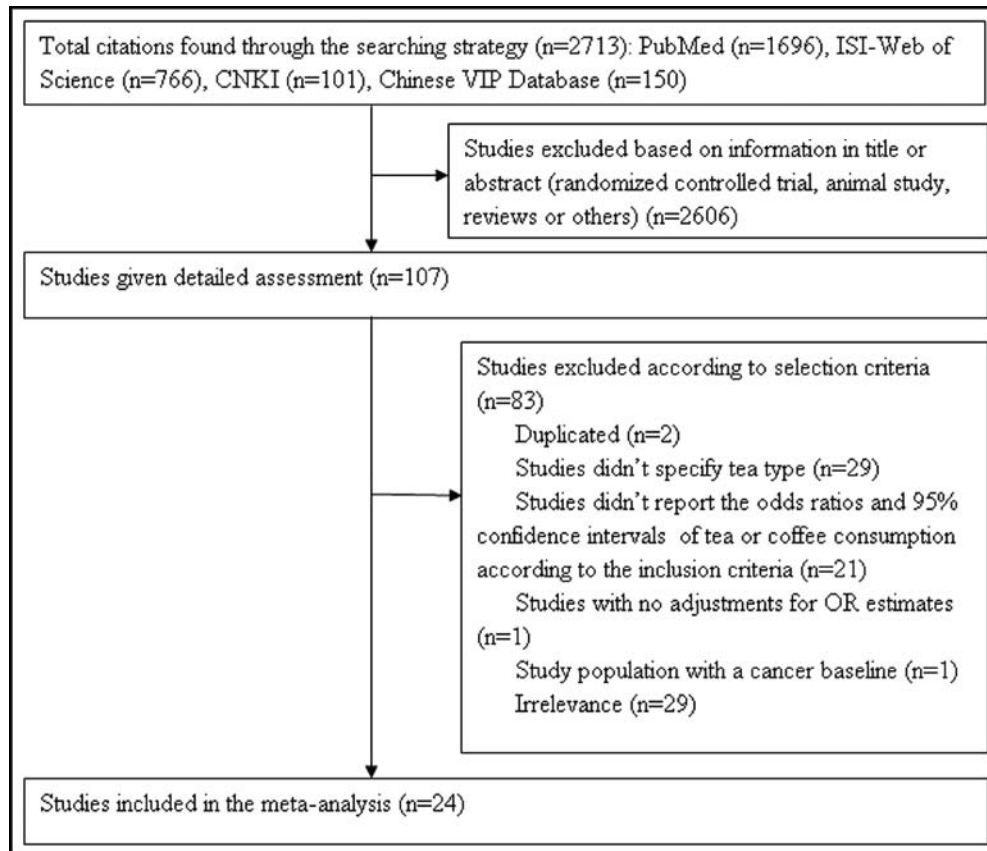 Total citations found through the searching strategy (n=2713): PubMed (n=1696), ISI-Web of
Science (n=766), CNKI (n=101), Chinese VIP Database (n=150)
Studies excluded based on information in title or
abstract (randomized controlled trial, animal study,
reviews or others) (n=2606)
Studies given detailed assessment (n=107)
Studies excluded according to selection criteria
(n=83)
Duplicated (n=2)
Studies didn't specify tea type (n=29)
Studies didn't report the odds ratios and 95%
confidence intervals of tea or coffee consumption
according to the inclusion criteria (n=21)
Studies with no adjustments for OR estimates
(n=1)
Study population with a cancer baseline (n=1)
Irrelevance (n=29)
Studies included in the meta-analysis (n=24)